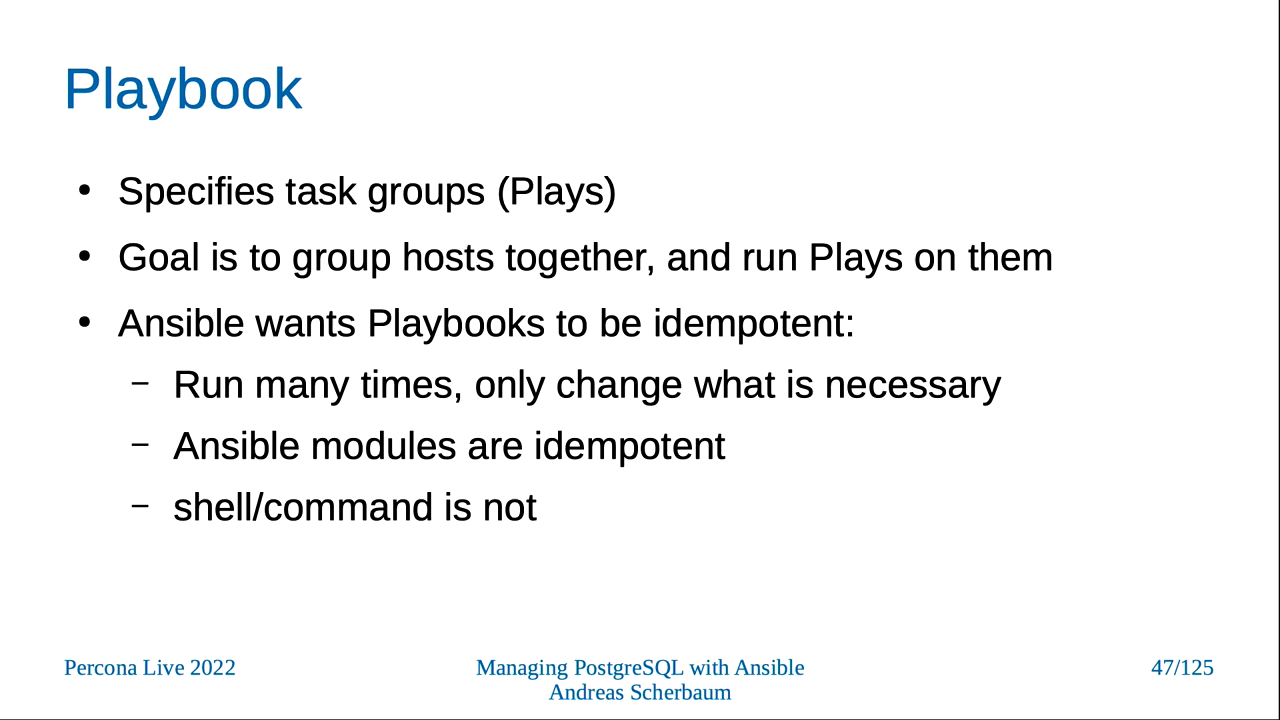 Playbook
• Specifies task groups (Plays)
• Goal is to group hosts together, and run Plays on them
• Ansible wants Playbooks to be idempotent:
– Run many times, only change what is necessary
– Ansible modules are idempotent
– shell/command is not
Percona Live 2022
Managing PostgreSQL with Ansible
Andreas Scherbaum
47/125